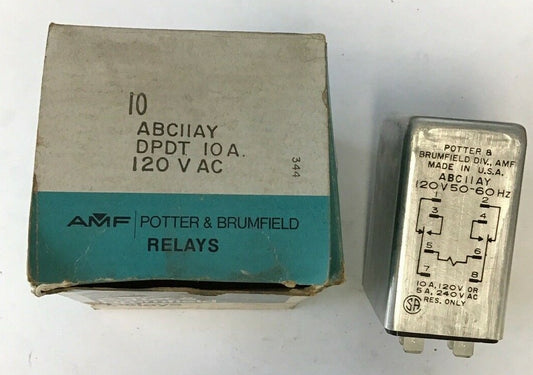 10
ABC11AY
DPDT 10A.
120 V AC
344
AMF POTTER & BRUMFIELD
RELAYS
POTTER &
BRUMFIELD DIV., AMF
MADE IN U.S.A.
ABC11AY
120V 50-60 HZ
1 2
3 4
5 6
7 8
10A, 120V OR
5A, 240V AC
RES. ONLY
SA